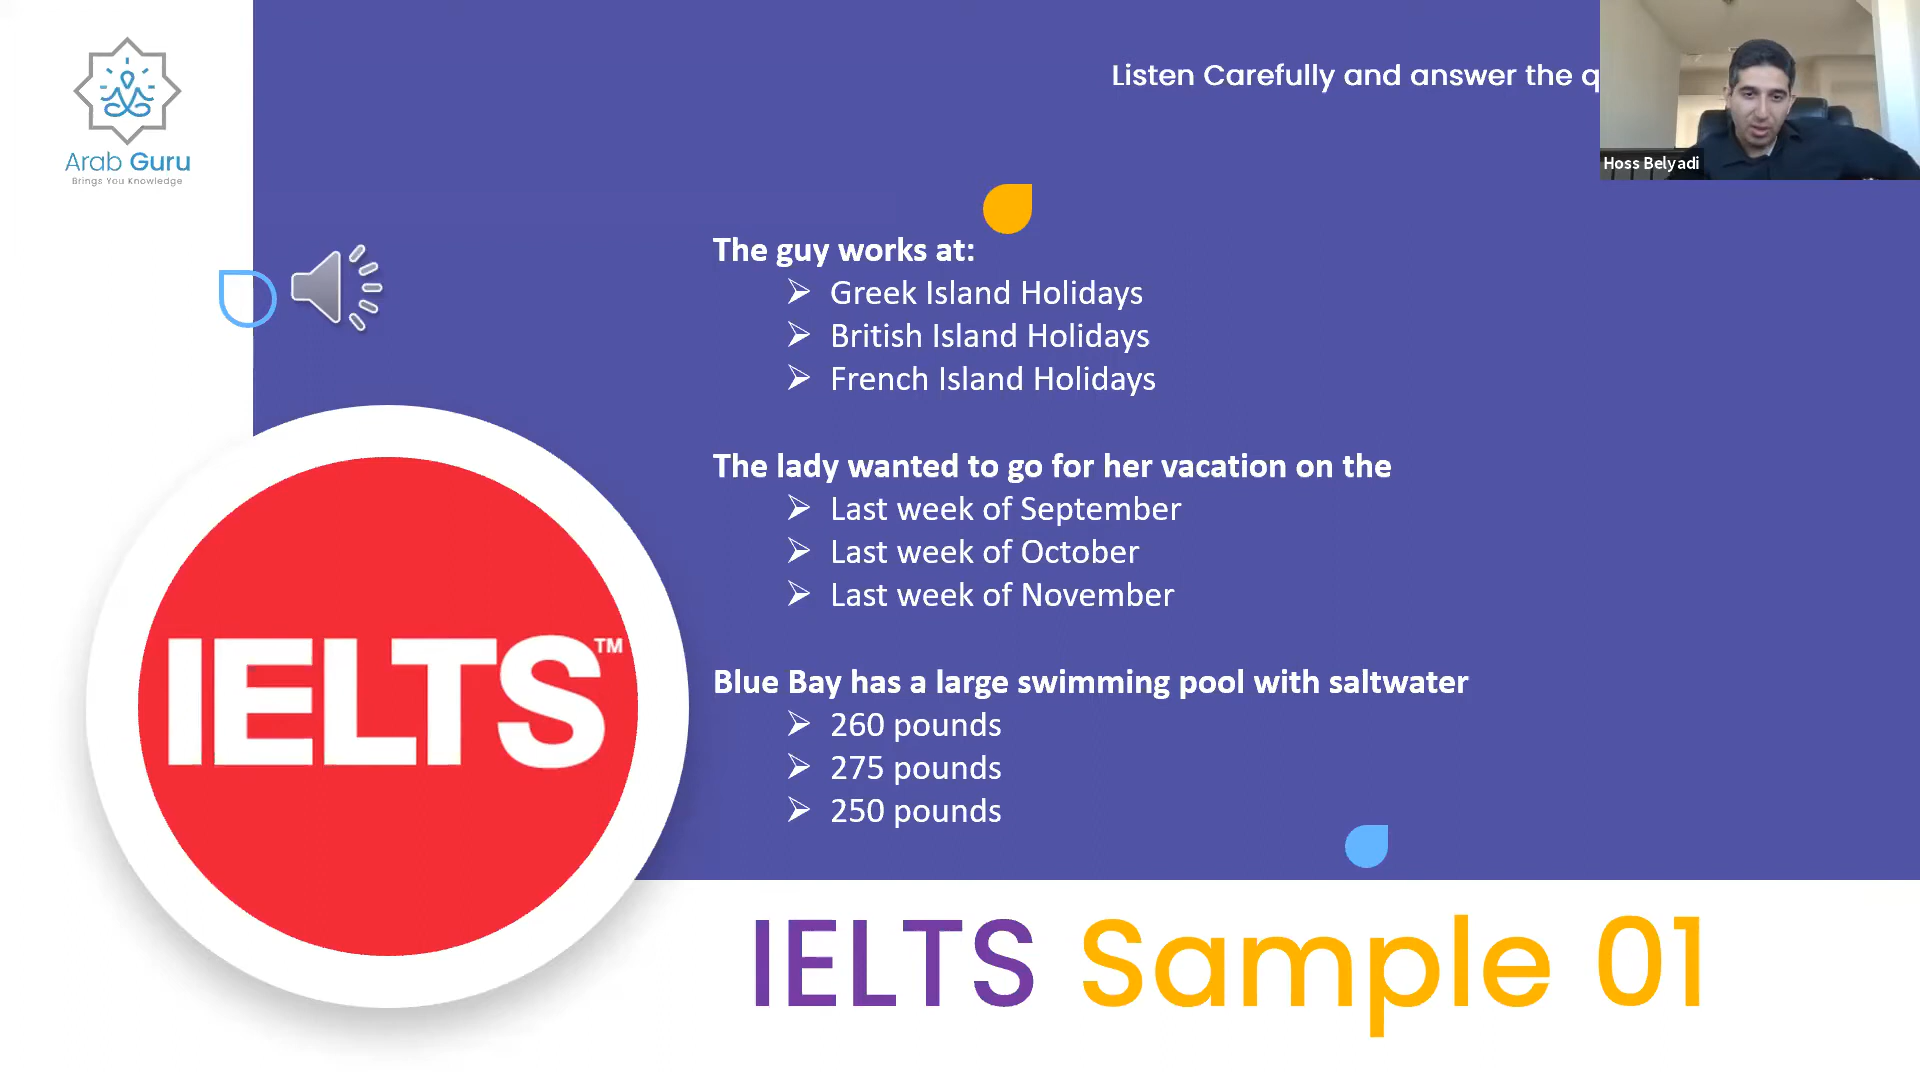 Arab Guru
Brings You Knowledge
Listen Carefully and answer the q
Hoss Belyadi
The guy works at:
➢ Greek Island Holidays
➢ British Island Holidays
➢ French Island Holidays
The lady wanted to go for her vacation on the
➢ Last week of September
➢ Last week of October
➢ Last week of November
Blue Bay has a large swimming pool with saltwater
➢ 260 pounds
➢ 275 pounds
➢ 250 pounds
IELTS™
IELTS Sample 01